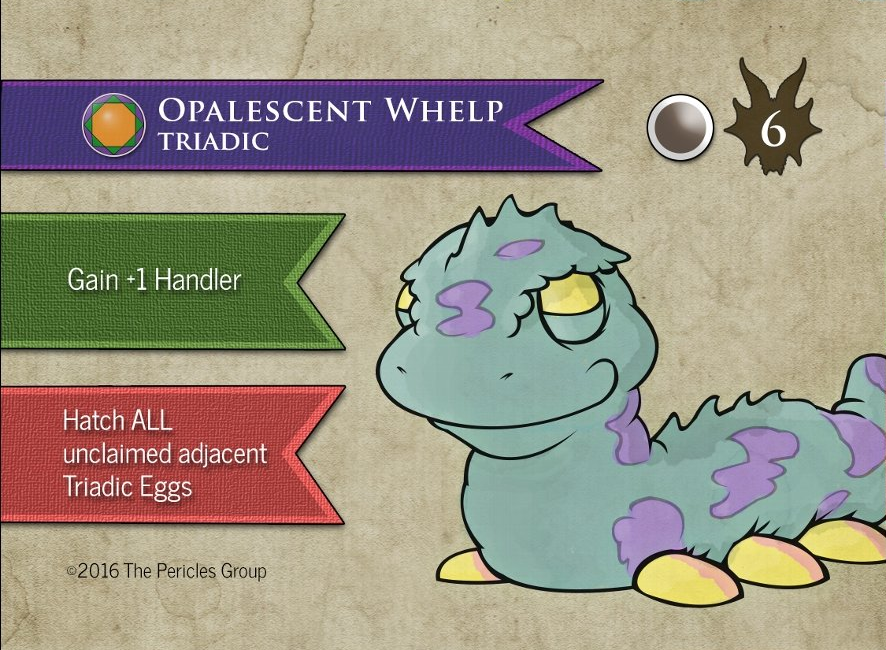 OPALESCENT WHELP
TRIADIC
6
Gain +1 Handler
Hatch ALL
unclaimed adjacent
Triadic Eggs
©2016 The Pericles Group